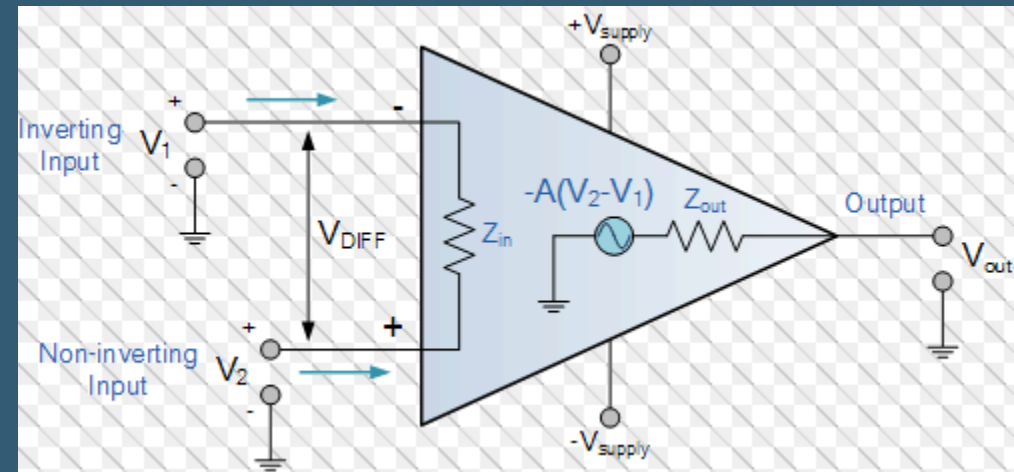 +Vsupply
+
-
Inverting
Input
V1
-
-A(V2-V1)
Zout
Output
VDIFF
Zin
Vout
+
+
Non-inverting
Input
V2
-
-Vsupply